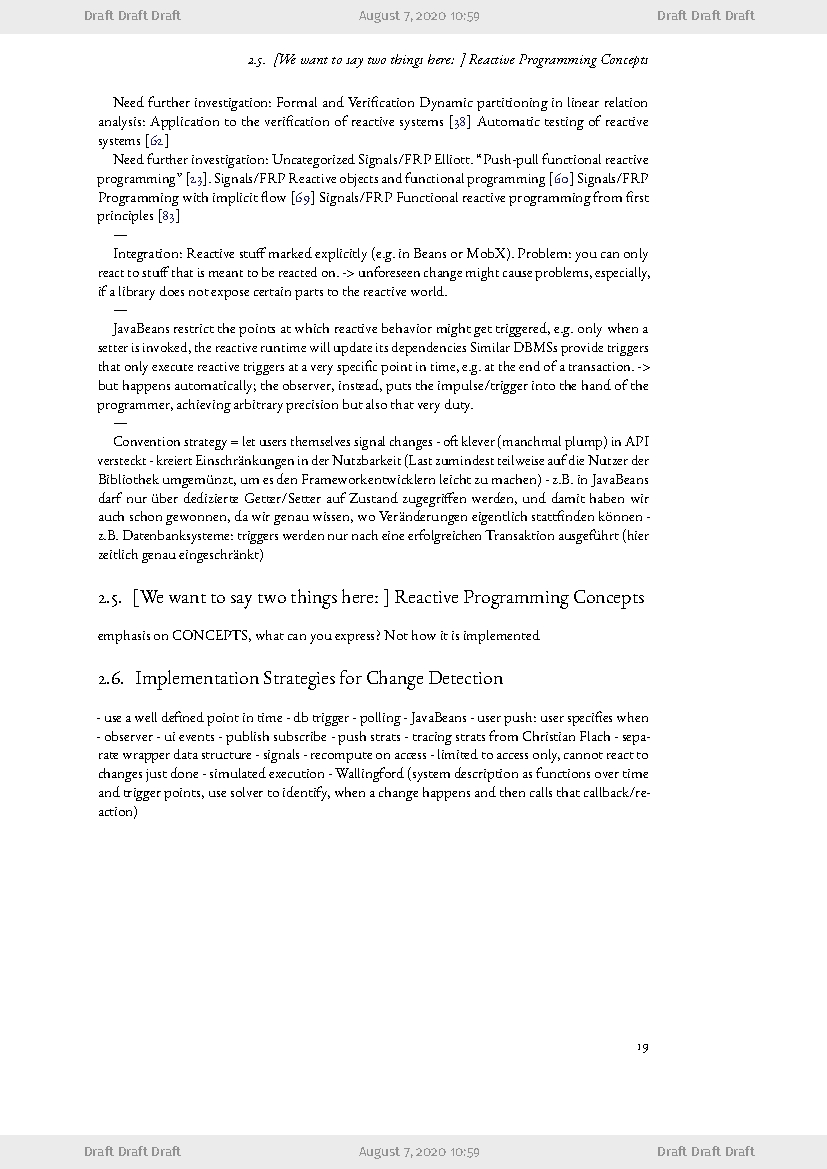 Draft Draft Draft August 7, 2020 10:59 Draft Draft Draft
2.5. [We want to say two things here: ] Reactive Programming Concepts
Need further investigation: Formal and Verification Dynamic partitioning in linear relation
analysis: Application to the verification of reactive systems [38] Automatic testing of reactive
systems [62]
Need further investigation: Uncategorized Signals/FRP Elliott. “Push-pull functional reactive
programming” [23]. Signals/FRP Reactive objects and functional programming [60] Signals/FRP
Programming with implicit flow [69] Signals/FRP Functional reactive programming from first
principles [83]
—
Integration: Reactive stuff marked explicitly (e.g. in Beans or MobX). Problem: you can only
react to stuff that is meant to be reacted on. -> unforeseen change might cause problems, especially,
if a library does not expose certain parts to the reactive world.
—
JavaBeans restrict the points at which reactive behavior might get triggered, e.g. only when a
setter is invoked, the reactive runtime will update its dependencies Similar DBMSs provide triggers
that only execute reactive triggers at a very specific point in time, e.g. at the end of a transaction. ->
but happens automatically; the observer, instead, puts the impulse/trigger into the hand of the
programmer, achieving arbitrary precision but also that very duty.
—
Convention strategy = let users themselves signal changes - oft klever (manchmal plump) in API
versteckt - kreiert Einschränkungen in der Nutzbarkeit (Last zumindest teilweise auf die Nutzer der
Bibliothek umgemünzt, um es den Frameworkentwicklern leicht zu machen) - z.B. in JavaBeans
darf nur über dedizierte Getter/Setter auf Zustand zugegriffen werden, und damit haben wir
auch schon gewonnen, da wir genau wissen, wo Veränderungen eigentlich stattfinden können -
z.B. Datenbanksysteme: triggers werden nur nach eine erfolgreichen Transaktion ausgeführt (hier
zeitlich genau eingeschränkt)
2.5. [We want to say two things here: ] Reactive Programming Concepts
emphasis on CONCEPTS, what can you express? Not how it is implemented
2.6. Implementation Strategies for Change Detection
- use a well defined point in time - db trigger - polling - JavaBeans - user push: user specifies when
- observer - ui events - publish subscribe - push strats - tracing strats from Christian Flach - sepa-
rate wrapper data structure - signals - recompute on access - limited to access only, cannot react to
changes just done - simulated execution - Wallingford (system description as functions over time
and trigger points, use solver to identify, when a change happens and then calls that callback/re-
action)
19
Draft Draft Draft August 7, 2020 10:59 Draft Draft Draft